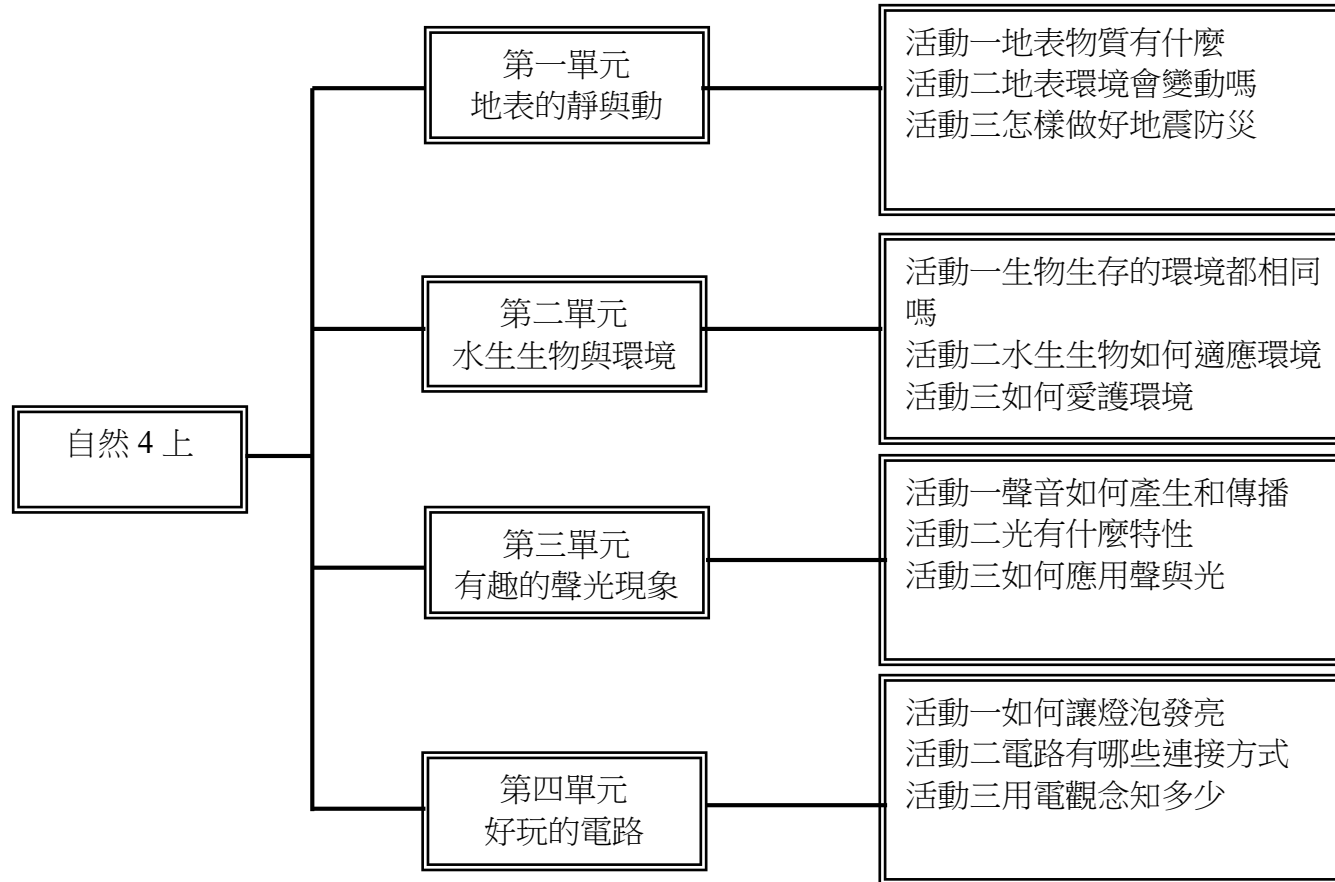 自然 4 上
第一單元
地表的靜與動
活動一地表物質有什麼
活動二地表環境會變動嗎
活動三怎樣做好地震防災
第二單元
水生生物與環境
活動一生物生存的環境都相同
嗎
活動二水生生物如何適應環境
活動三如何愛護環境
第三單元
有趣的聲光現象
活動一聲音如何產生和傳播
活動二光有什麼特性
活動三如何應用聲與光
第四單元
好玩的電路
活動一如何讓燈泡發亮
活動二電路有哪些連接方式
活動三用電觀念知多少